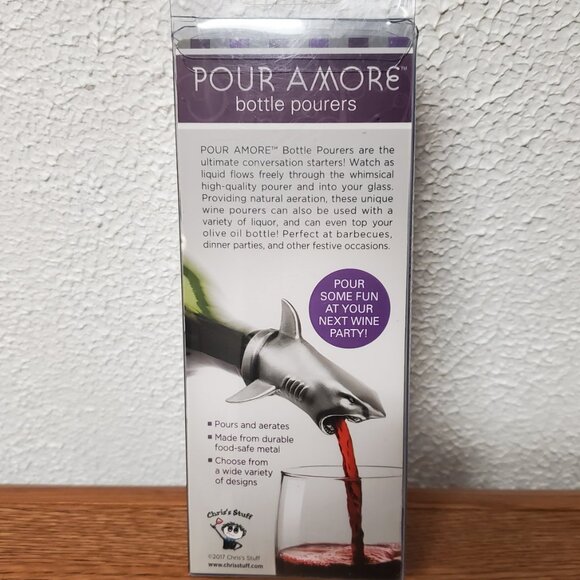 POUR AMORE™
bottle pourers
POUR AMORE™ Bottle Pourers are the
ultimate conversation starters! Watch as
liquid flows freely through the whimsical
high-quality pourer and into your glass.
Providing natural aeration, these unique
wine pourers can also be used with a
variety of liquor, and can even top your
olive oil bottle! Perfect at barbecues,
dinner parties, and other festive occasions.
POUR
SOME FUN
AT YOUR
NEXT WINE
PARTY!
▪ Pours and aerates
▪ Made from durable
food-safe metal
▪ Choose from
a wide variety
of designs
Chris's Stuff
©2017 Chris's Stuff
www.chrisstuff.com